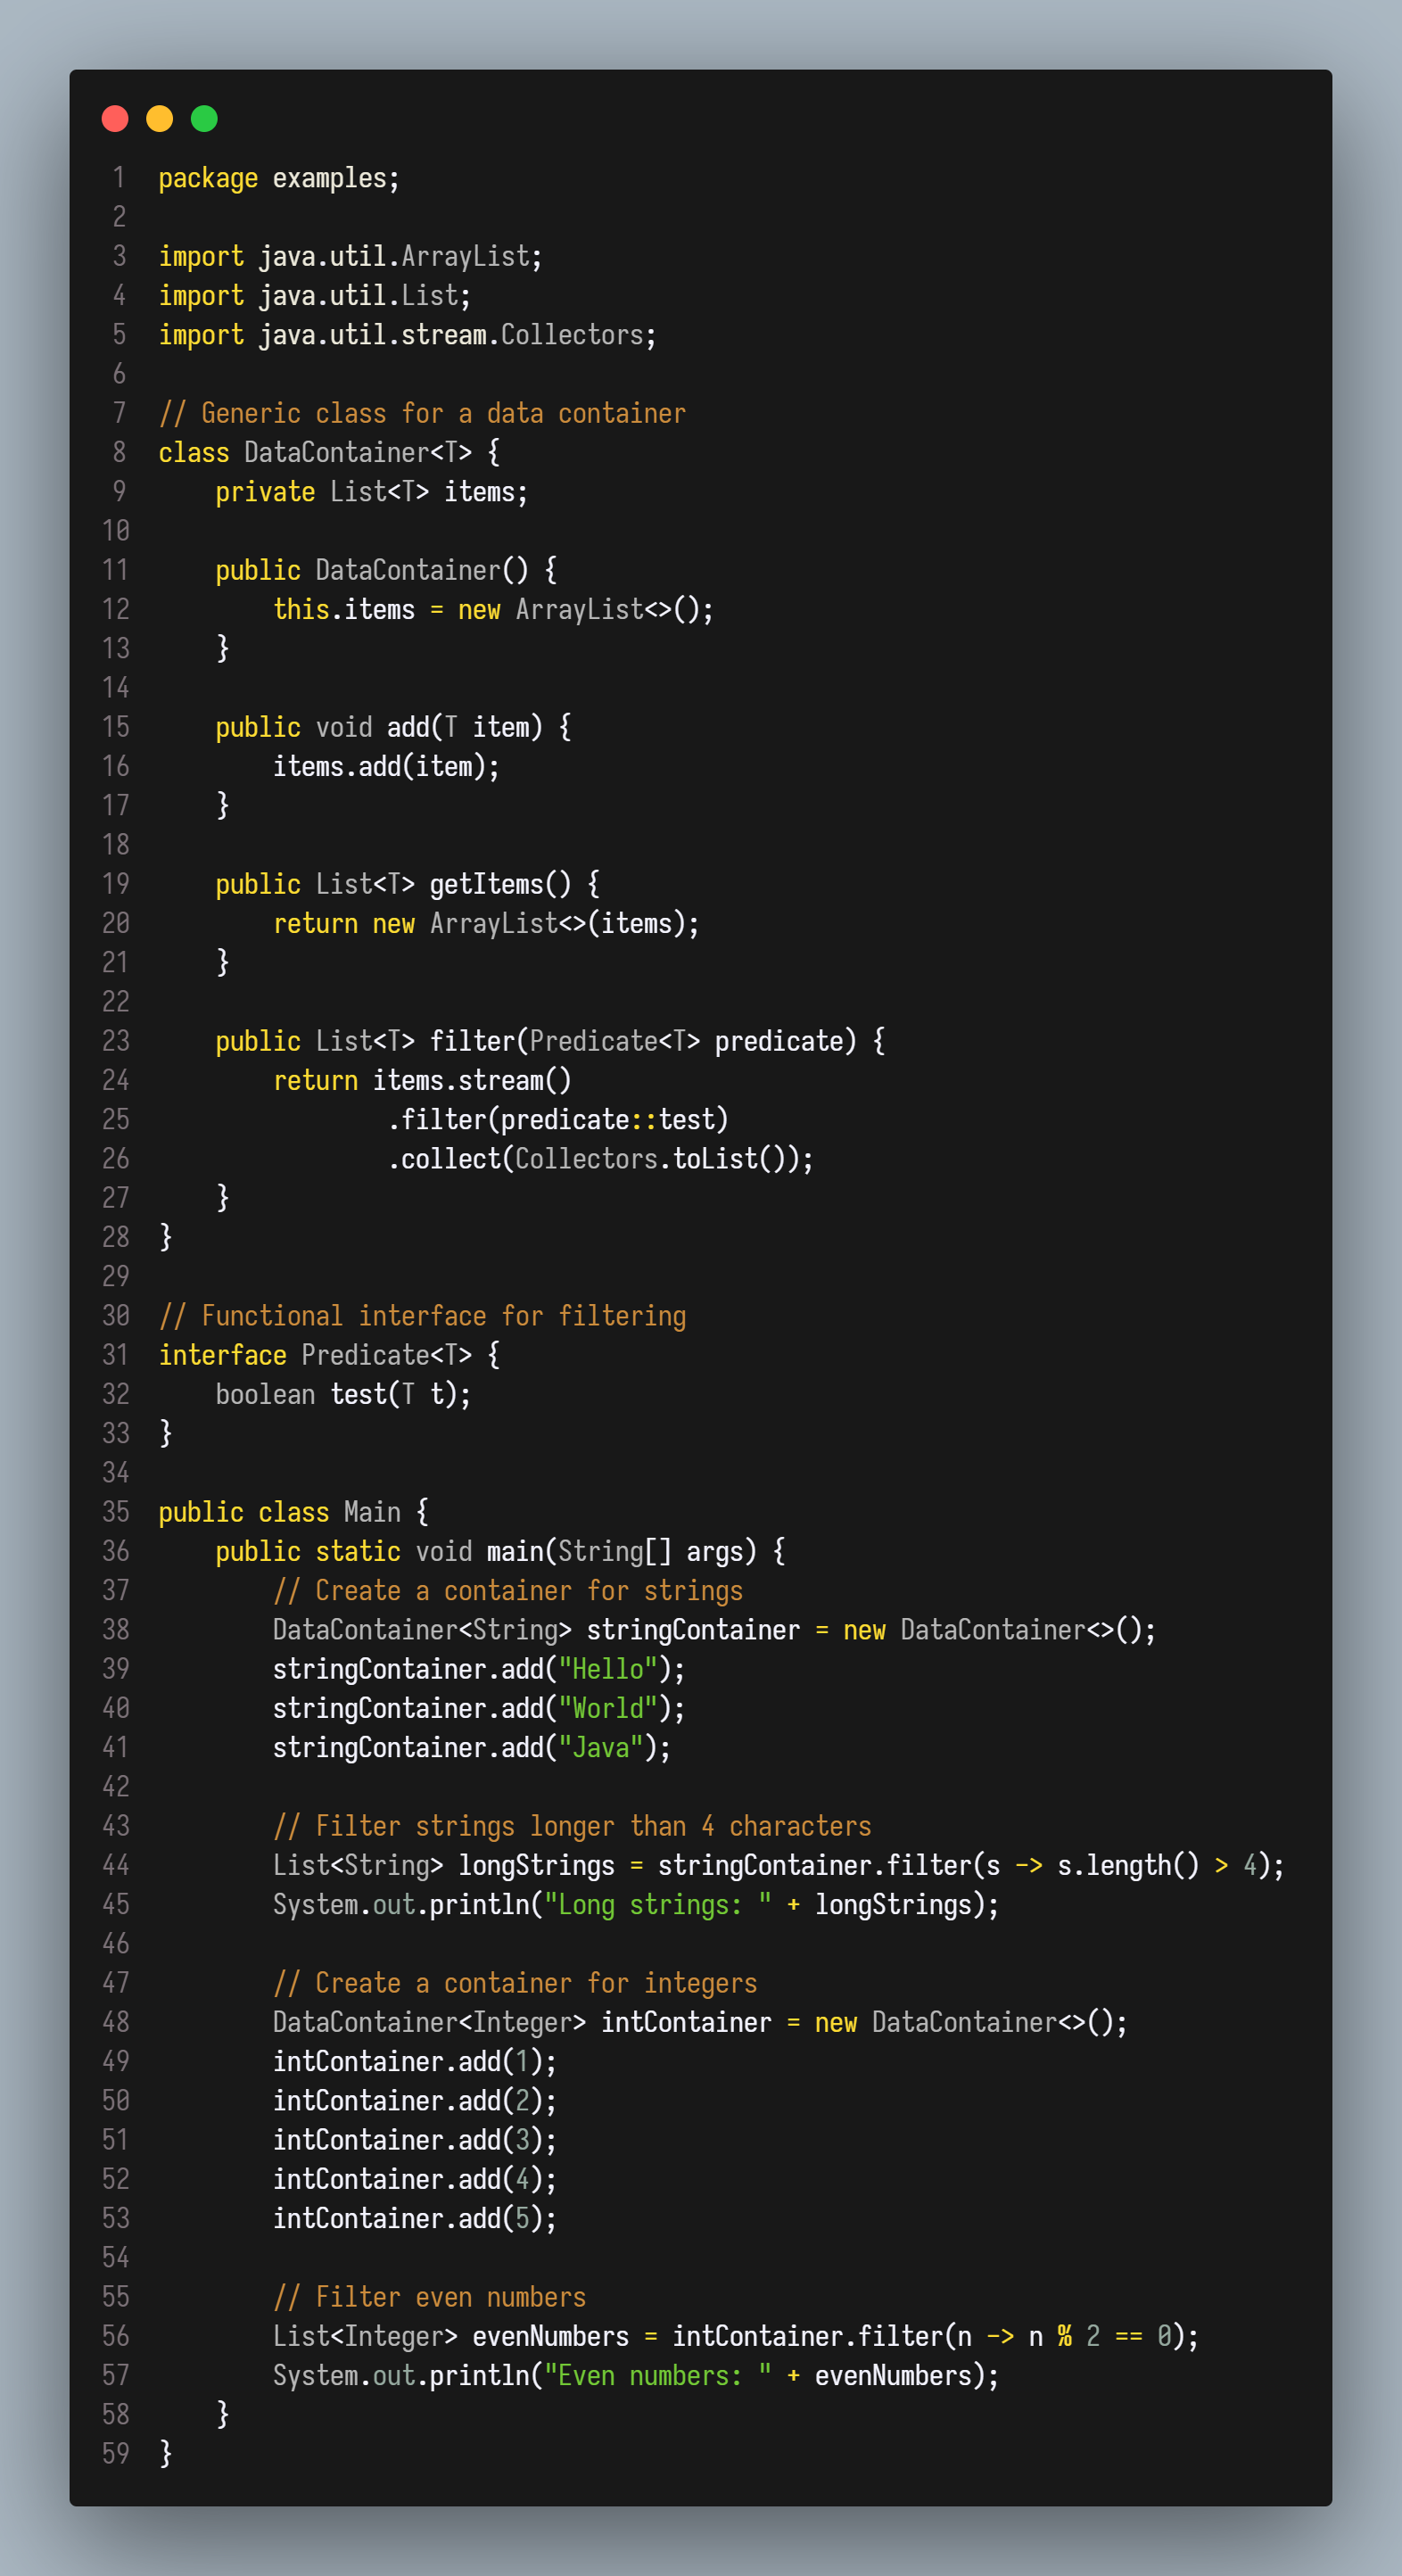 1 package examples;
2
3 import java.util.ArrayList;
4 import java.util.List;
5 import java.util.stream.Collectors;
6
7 // Generic class for a data container
8 class DataContainer<T> {
9     private List<T> items;
10
11     public DataContainer() {
12         this.items = new ArrayList<>();
13     }
14
15     public void add(T item) {
16         items.add(item);
17     }
18
19     public List<T> getItems() {
20         return new ArrayList<>(items);
21     }
22
23     public List<T> filter(Predicate<T> predicate) {
24         return items.stream()
25                 .filter(predicate::test)
26                 .collect(Collectors.toList());
27     }
28 }
29
30 // Functional interface for filtering
31 interface Predicate<T> {
32     boolean test(T t);
33 }
34
35 public class Main {
36     public static void main(String[] args) {
37         // Create a container for strings
38         DataContainer<String> stringContainer = new DataContainer<>();
39         stringContainer.add("Hello");
40         stringContainer.add("World");
41         stringContainer.add("Java");
42
43         // Filter strings longer than 4 characters
44         List<String> longStrings = stringContainer.filter(s -> s.length() > 4);
45         System.out.println("Long strings: " + longStrings);
46
47         // Create a container for integers
48         DataContainer<Integer> intContainer = new DataContainer<>();
49         intContainer.add(1);
50         intContainer.add(2);
51         intContainer.add(3);
52         intContainer.add(4);
53         intContainer.add(5);
54
55         // Filter even numbers
56         List<Integer> evenNumbers = intContainer.filter(n -> n % 2 == 0);
57         System.out.println("Even numbers: " + evenNumbers);
58     }
59 }